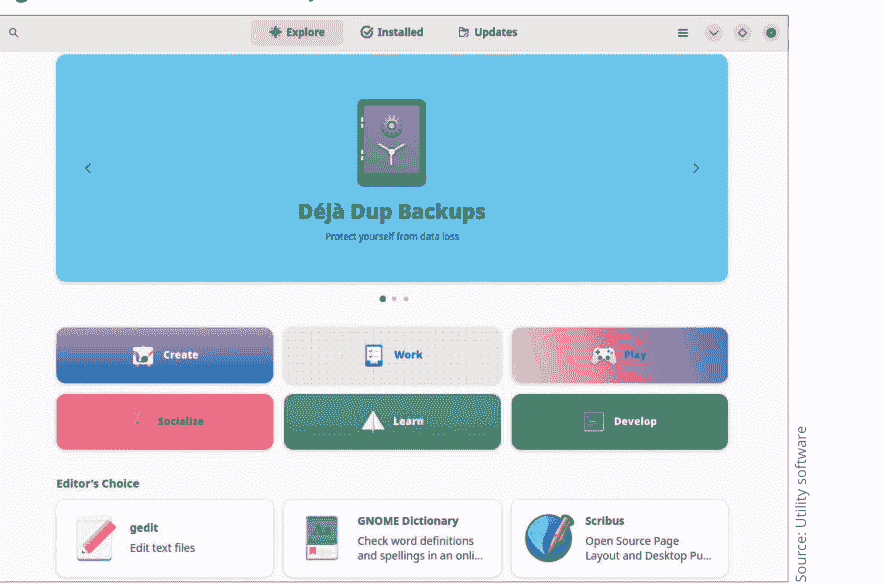 Explore
Installed
Updates
Déjà Dup Backups
Protect yourself from data loss
Create
Work
Play
Socialize
Learn
Develop
Editor's Choice
gedit
Edit text files
GNOME Dictionary
Check word definitions
and spellings in an onli...
Scribus
Open Source Page
Layout and Desktop Pu...
Source: Utility software